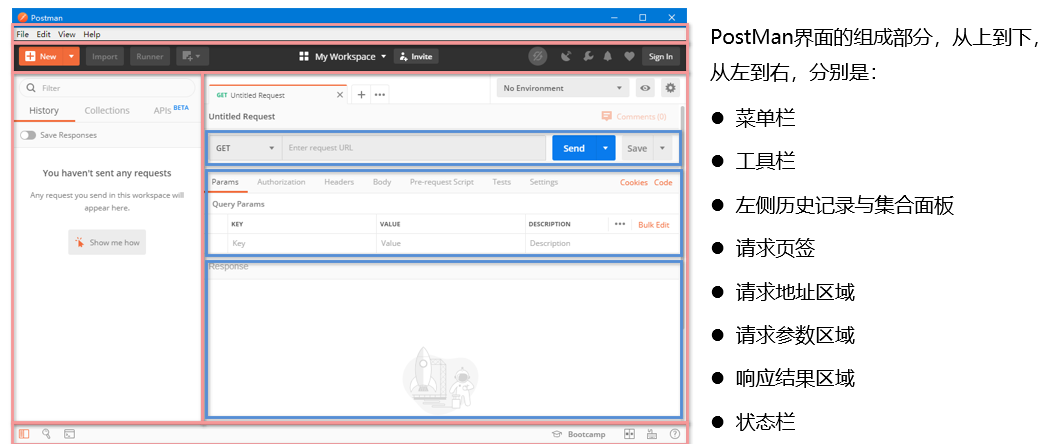 Postman
File Edit View Help
New Import Runner My Workspace Invite Sign In
Filter
History Collections APIs BETA
Save Responses
You haven't sent any requests
Any request you send in this workspace will
appear here.
Show me how
GET Untitled Request
No Environment
Untitled Request
Comments (0)
GET Enter request URL Send Save
Params Authorization Headers Body Pre-request Script Tests Settings Cookies Code
Query Params
KEY VALUE DESCRIPTION Bulk Edit
Key Value Description
Response
Bootcamp
PostMan界面的组成部分，从上到下，
从左到右，分别是：
● 菜单栏
● 工具栏
● 左侧历史记录与集合面板
● 请求页签
● 请求地址区域
● 请求参数区域
● 响应结果区域
● 状态栏